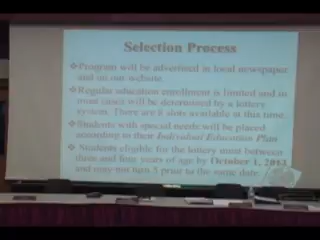 Selection Process
❖Program will be advertised in local newspaper
and on our website
❖Regular education enrollment is limited and in
most cases will be determined by a lottery
system. There are 8 slots available at this time
❖Students with special needs will be placed
according to their Individual Education Plan
❖Students eligible for the lottery must between
three and four years of age by October 1, 2013
and may not turn 5 prior to the same date